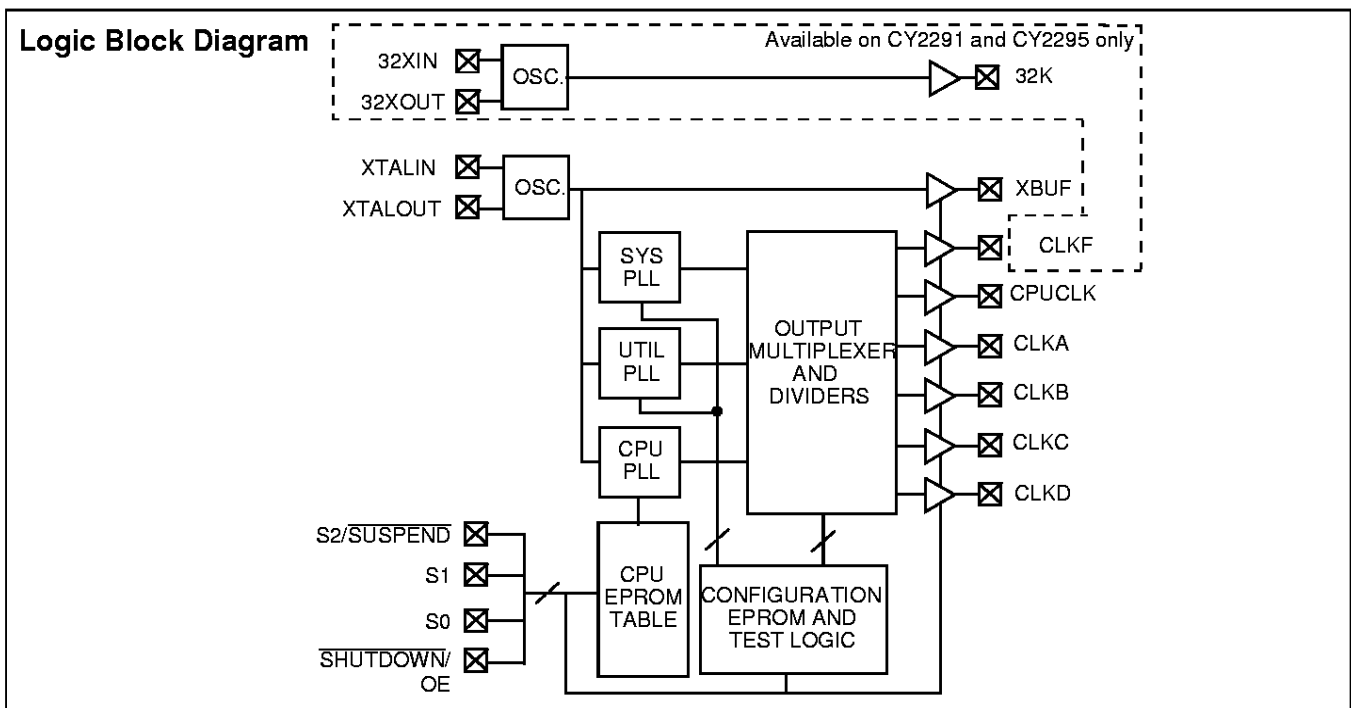 Logic Block Diagram
Available on CY2291 and CY2295 only
32XIN
OSC.
32K
32XOUT
XTALIN
OSC.
XBUF
XTALOUT
SYS
PLL
CLKF
CPUCLK
UTIL
PLL
OUTPUT
MULTIPLEXER
AND
DIVIDERS
CLKA
CLKB
CPU
PLL
CLKC
CLKD
S2/SUSPEND
S1
S0
SHUTDOWN/
OE
CPU
EPROM
TABLE
CONFIGURATION
EPROM AND
TEST LOGIC